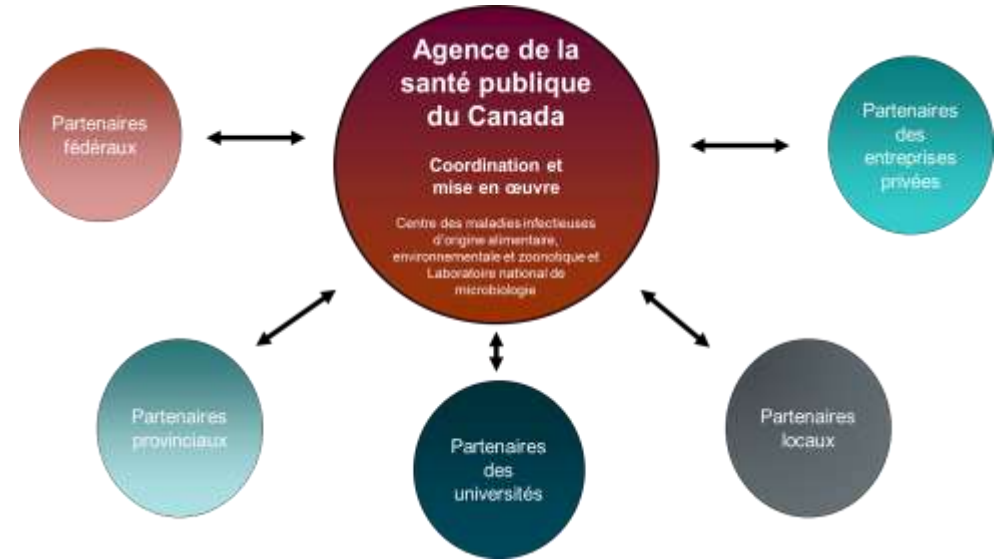 Agence de la
santé publique
du Canada
Coordination et
mise en œuvre
Centre des maladies infectieuses
d'origine alimentaire,
environnementale et zoonotique et
Laboratoire national de
microbiologie
Partenaires
fédéraux
Partenaires
des
entreprises
privées
Partenaires
provinciaux
Partenaires
des
universités
Partenaires
locaux